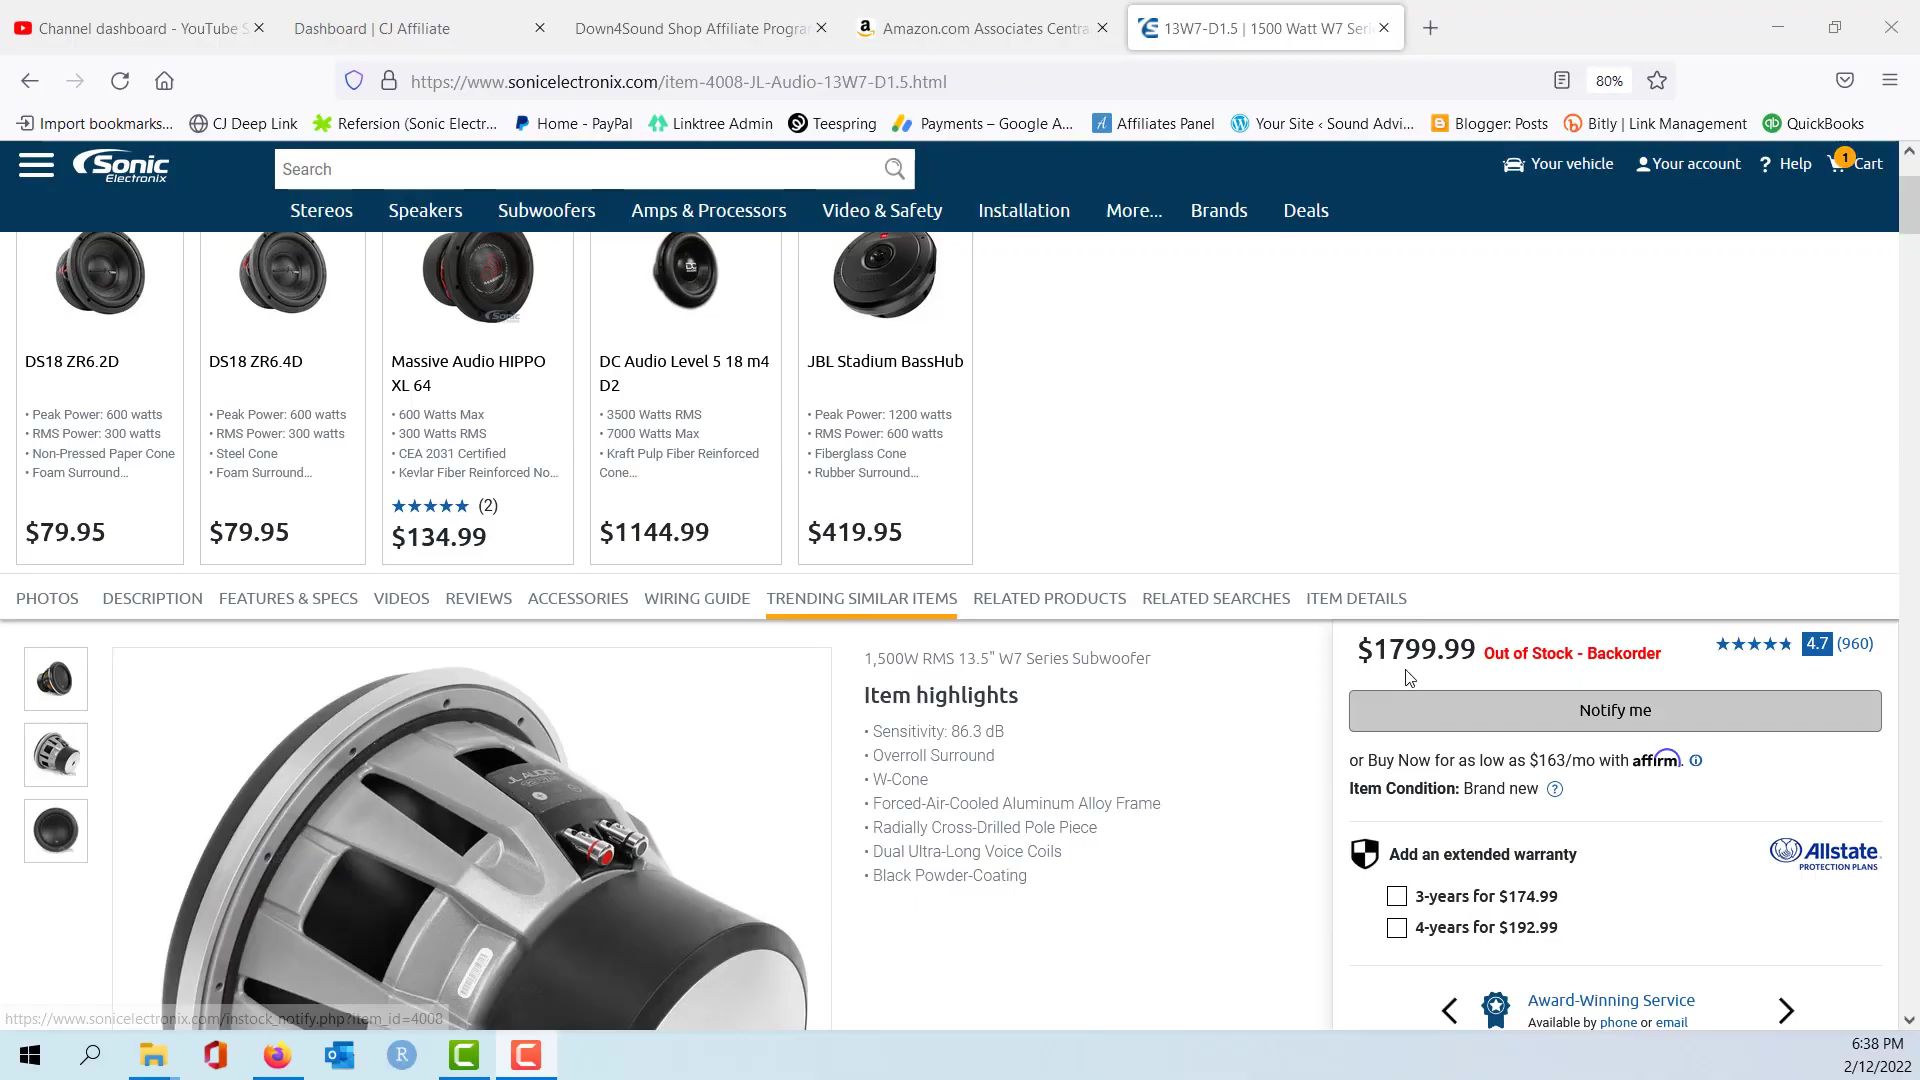 Channel dashboard - YouTube S
Dashboard | CJ Affiliate
Down4Sound Shop Affiliate Progra
Amazon.com Associates Centra
13W7-D1.5 | 1500 Watt W7 Seri
https://www.sonicelectronix.com/item-4008-JL-Audio-13W7-D1.5.html
80%
Import bookmarks...
CJ Deep Link
Refersion (Sonic Electr...
Home - PayPal
Linktree Admin
Teespring
Payments – Google A...
Affiliates Panel
Your Site ‹ Sound Advi...
Blogger: Posts
Bitly | Link Management
QuickBooks
Sonic
Electronix
Search
Your vehicle
Your account
? Help
1
Cart
Stereos
Speakers
Subwoofers
Amps & Processors
Video & Safety
Installation
More...
Brands
Deals
DS18 ZR6.2D
• Peak Power: 600 watts
• RMS Power: 300 watts
• Non-Pressed Paper Cone
• Foam Surround...
$79.95
DS18 ZR6.4D
• Peak Power: 600 watts
• RMS Power: 300 watts
• Steel Cone
• Foam Surround...
$79.95
Massive Audio HIPPO
XL 64
• 600 Watts Max
• 300 Watts RMS
• CEA 2031 Certified
• Kevlar Fiber Reinforced No...
(2)
$134.99
DC Audio Level 5 18 m4
D2
• 3500 Watts RMS
• 7000 Watts Max
• Kraft Pulp Fiber Reinforced
Cone...
$1144.99
JBL Stadium BassHub
• Peak Power: 1200 watts
• RMS Power: 600 watts
• Fiberglass Cone
• Rubber Surround...
$419.95
PHOTOS
DESCRIPTION
FEATURES & SPECS
VIDEOS
REVIEWS
ACCESSORIES
WIRING GUIDE
TRENDING SIMILAR ITEMS
RELATED PRODUCTS
RELATED SEARCHES
ITEM DETAILS
JL AUDIO
1,500W RMS 13.5" W7 Series Subwoofer
Item highlights
• Sensitivity: 86.3 dB
• Overroll Surround
• W-Cone
• Forced-Air-Cooled Aluminum Alloy Frame
• Radially Cross-Drilled Pole Piece
• Dual Ultra-Long Voice Coils
• Black Powder-Coating
$1799.99 Out of Stock - Backorder
4.7 (960)
Notify me
or Buy Now for as low as $163/mo with affirm.
Item Condition: Brand new ?
Add an extended warranty
Allstate
PROTECTION PLANS
3-years for $174.99
4-years for $192.99
Award-Winning Service
Available by phone or email
https://www.sonicelectronix.com/instock_notify.php?item_id=4008
6:38 PM
2/12/2022